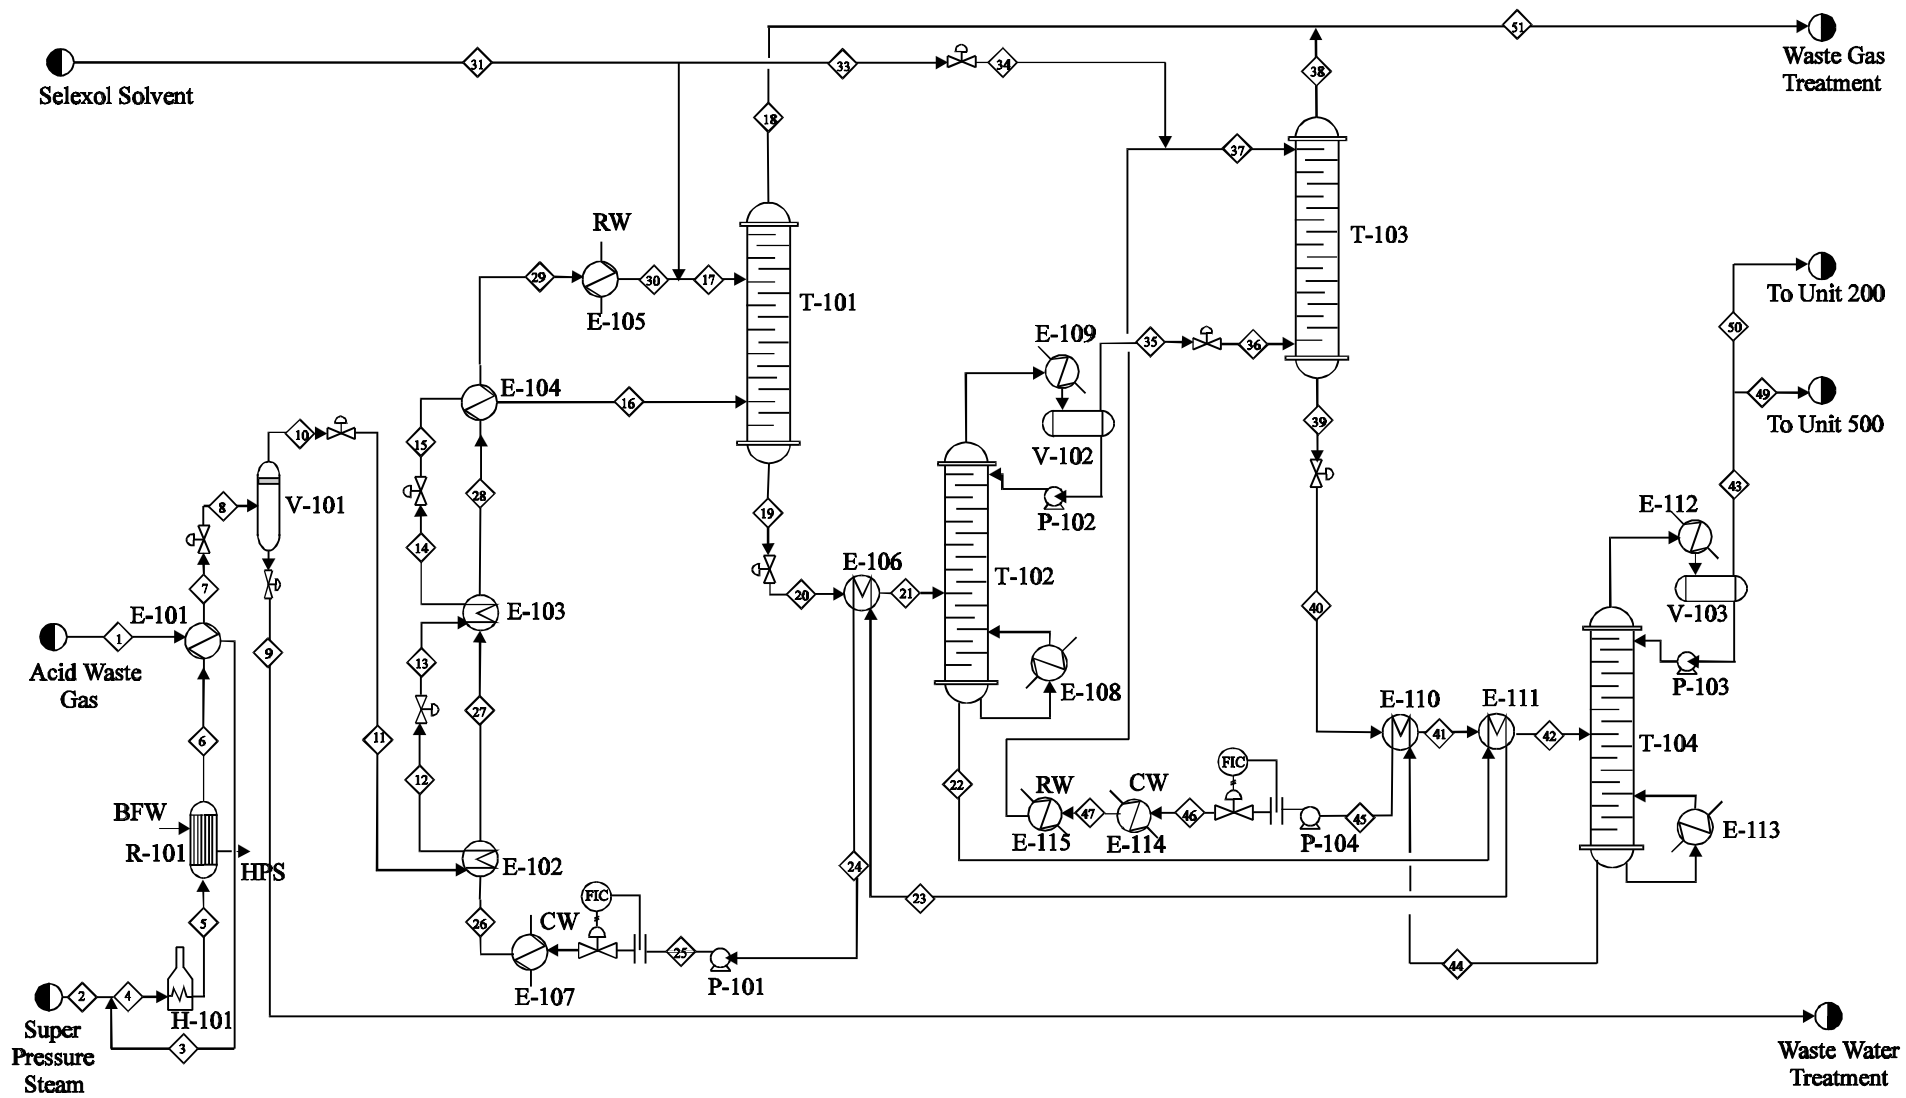 51
Waste Gas
Treatment
31
33
34
38
Selexol Solvent
18
37
RW
T-103
29
30
17
T-101
To Unit 200
E-105
50
E-109
35
36
E-104
16
49
To Unit 500
10
15
39
V-102
V-101
28
8
43
19
P-102
E-112
14
7
E-106
T-102
20
21
40
E-101
E-103
V-103
1
Acid Waste
Gas
9
13
E-108
P-103
27
E-110
E-111
6
11
41
42
T-104
12
22
FIC
BFW
RW
CW
R-101
47
46
45
E-113
E-115
E-114
P-104
HPS
E-102
24
23
FIC
5
26
CW
25
44
P-101
2
4
E-107
H-101
Super
Pressure
Steam
3
Waste Water
Treatment